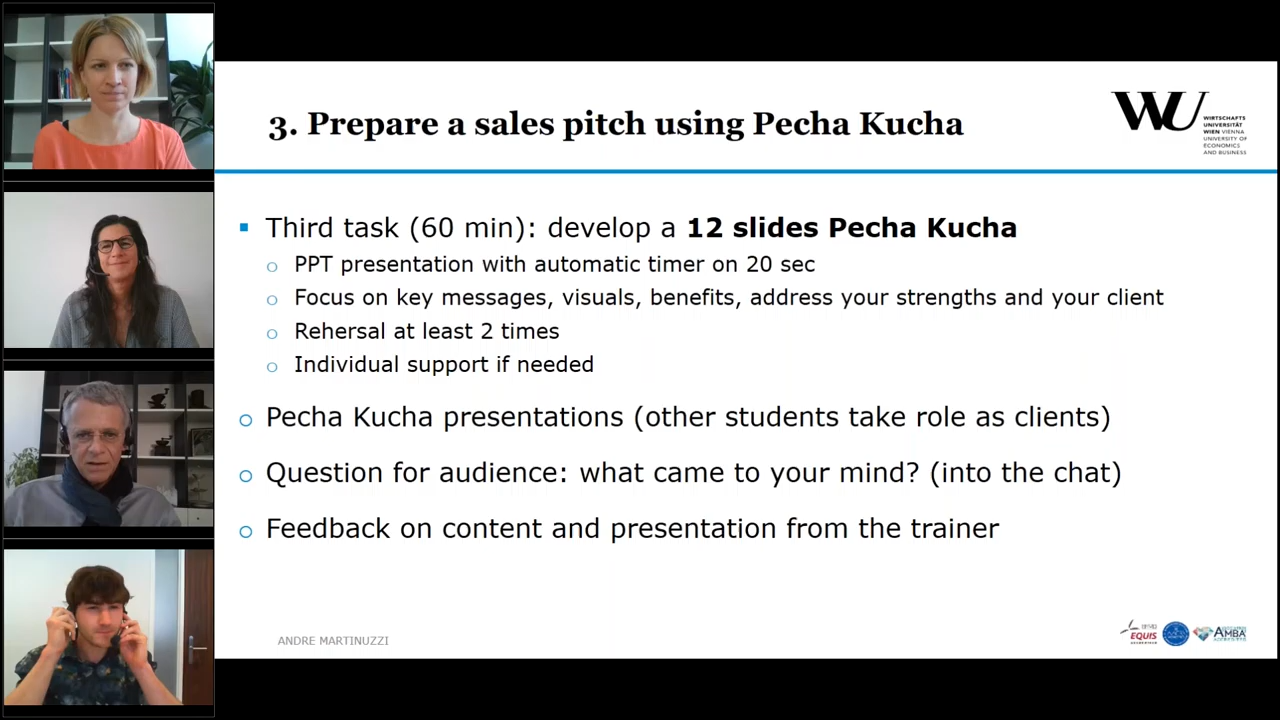 3. Prepare a sales pitch using Pecha Kucha
WU
WIRTSCHAFTS
UNIVERSITÄT
WIEN VIENNA
UNIVERSITY OF
ECONOMICS
AND BUSINESS
Third task (60 min): develop a 12 slides Pecha Kucha
PPT presentation with automatic timer on 20 sec
Focus on key messages, visuals, benefits, address your strengths and your client
Rehersal at least 2 times
Individual support if needed
Pecha Kucha presentations (other students take role as clients)
Question for audience: what came to your mind? (into the chat)
Feedback on content and presentation from the trainer
ANDRE MARTINUZZI
EQUIS
AMBA